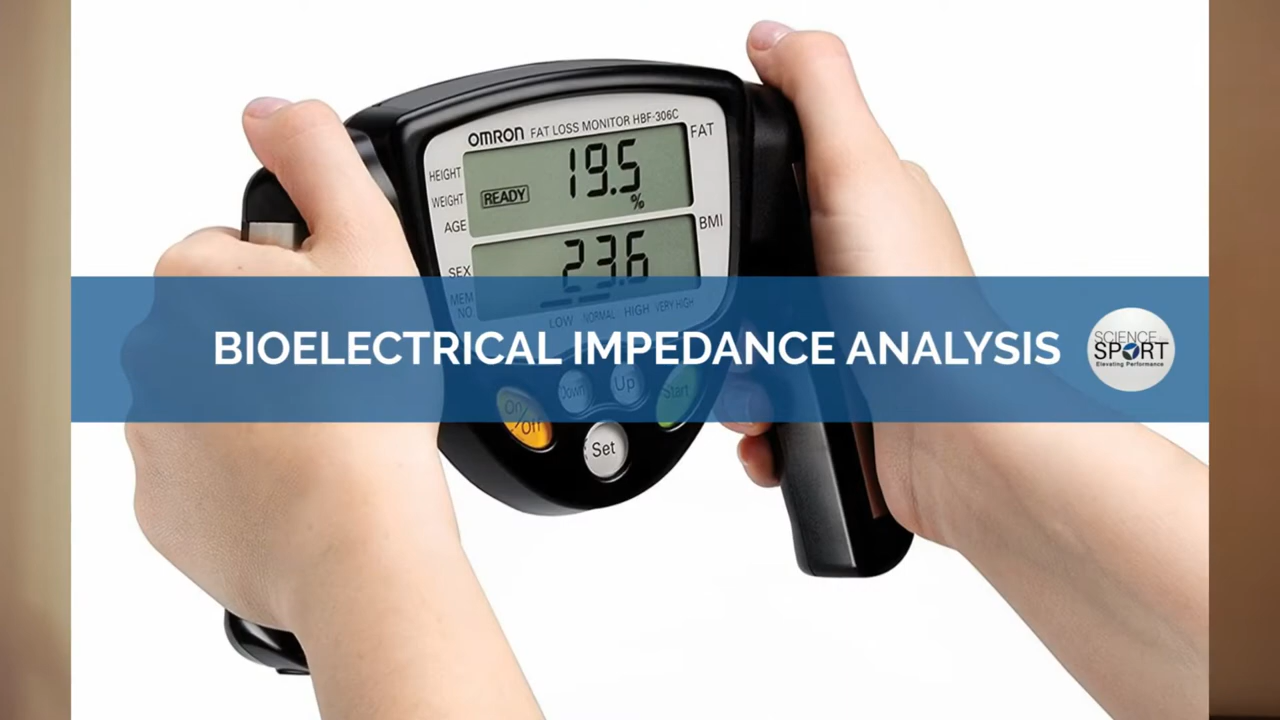 OMRON FAT LOSS MONITOR HBF-306C
FAT
HEIGHT
WEIGHT
AGE
READY
19.5
%
BMI
SEX
23.6
MEM
NO.
LOW NORMAL HIGH VERY HIGH
BIOELECTRICAL IMPEDANCE ANALYSIS
SCIENCE
SPORT
Elevating Performance
On/Off
Down
Up
Start
Set